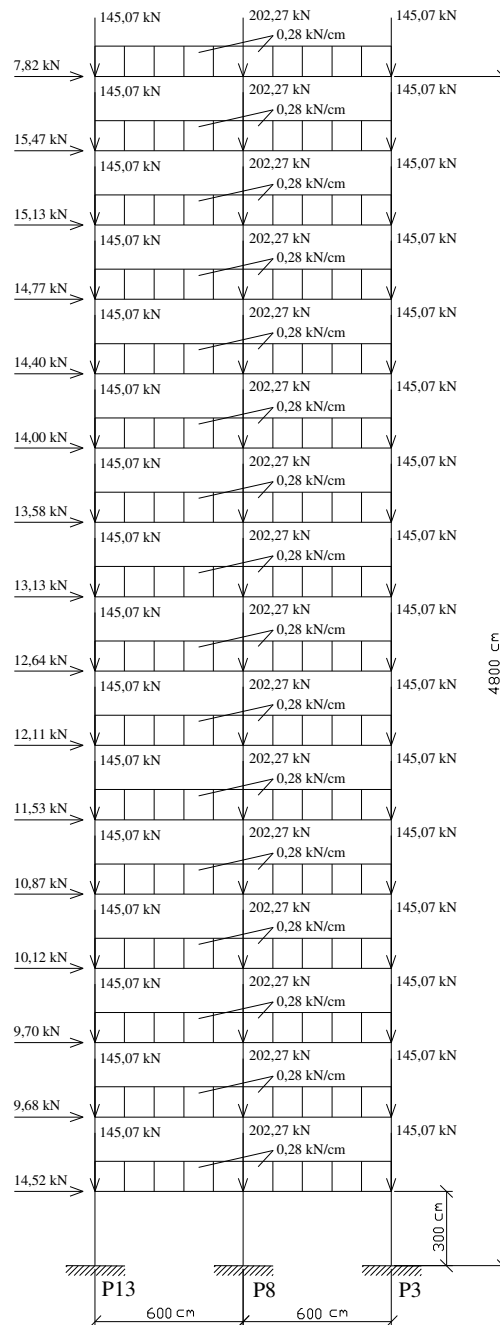 145,07 kN 202,27 kN 145,07 kN
0,28 kN/cm
7,82 kN
145,07 kN 202,27 kN 145,07 kN
0,28 kN/cm
15,47 kN
145,07 kN 202,27 kN 145,07 kN
0,28 kN/cm
15,13 kN
145,07 kN 202,27 kN 145,07 kN
0,28 kN/cm
14,77 kN
145,07 kN 202,27 kN 145,07 kN
0,28 kN/cm
14,40 kN
145,07 kN 202,27 kN 145,07 kN
0,28 kN/cm
14,00 kN
145,07 kN 202,27 kN 145,07 kN
0,28 kN/cm
13,58 kN
145,07 kN 202,27 kN 145,07 kN
0,28 kN/cm
13,13 kN
145,07 kN 202,27 kN 145,07 kN
0,28 kN/cm
12,64 kN
4800 cm
145,07 kN 202,27 kN 145,07 kN
0,28 kN/cm
12,11 kN
145,07 kN 202,27 kN 145,07 kN
0,28 kN/cm
11,53 kN
145,07 kN 202,27 kN 145,07 kN
0,28 kN/cm
10,87 kN
145,07 kN 202,27 kN 145,07 kN
0,28 kN/cm
10,12 kN
145,07 kN 202,27 kN 145,07 kN
0,28 kN/cm
9,70 kN
145,07 kN 202,27 kN 145,07 kN
0,28 kN/cm
9,68 kN
145,07 kN 202,27 kN 145,07 kN
0,28 kN/cm
14,52 kN
300 cm
P13 P8 P3
600 cm 600 cm